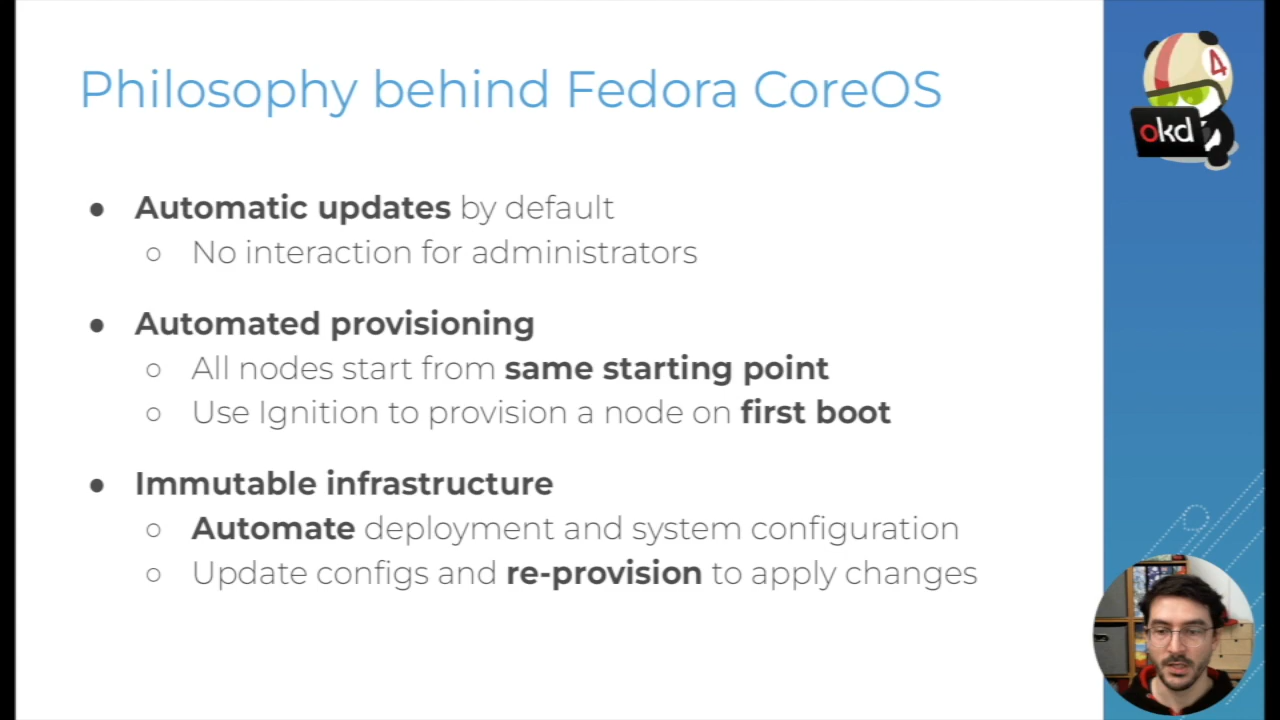 Philosophy behind Fedora CoreOS
4
okd
● Automatic updates by default
○ No interaction for administrators
● Automated provisioning
○ All nodes start from same starting point
○ Use Ignition to provision a node on first boot
● Immutable infrastructure
○ Automate deployment and system configuration
○ Update configs and re-provision to apply changes